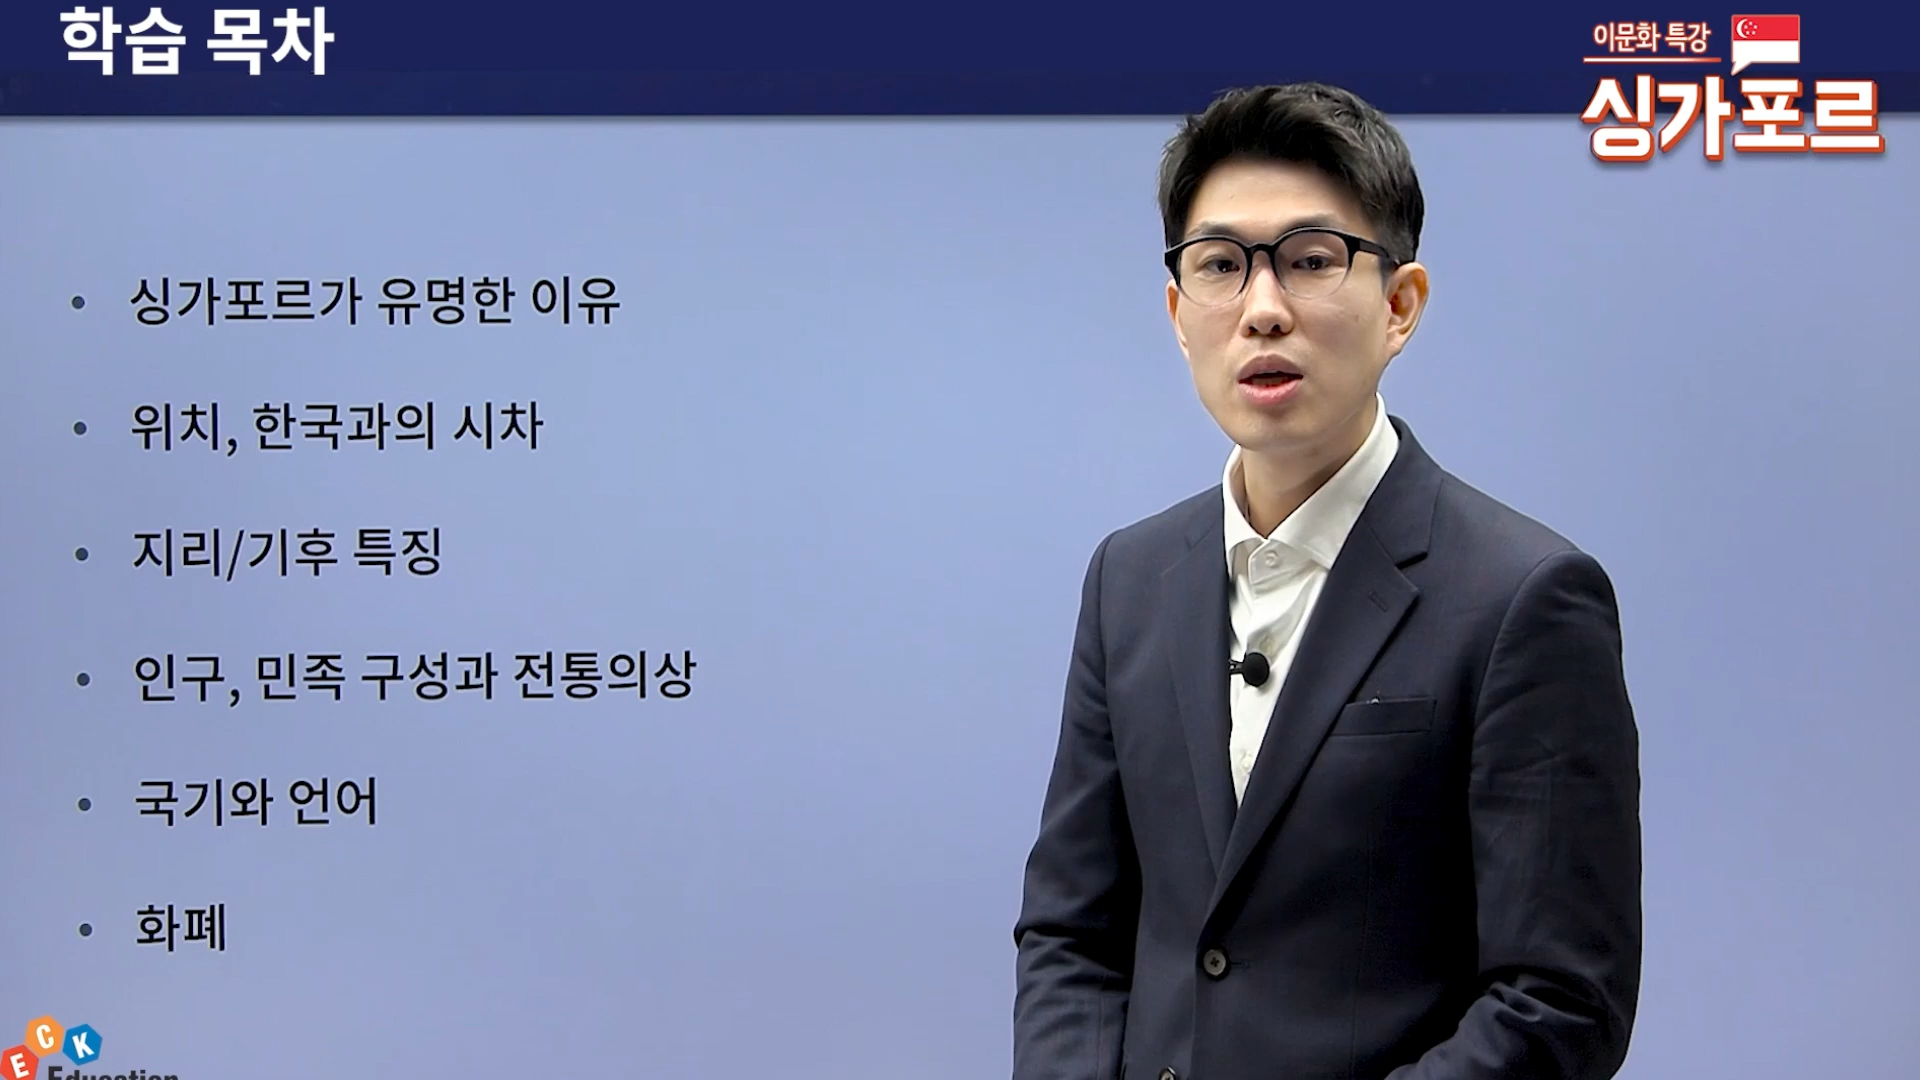 학습 목차
이문화 특강
싱가포르
• 싱가포르가 유명한 이유
• 위치, 한국과의 시차
• 지리/기후 특징
• 인구, 민족 구성과 전통의상
• 국기와 언어
• 화폐
ECK
Education